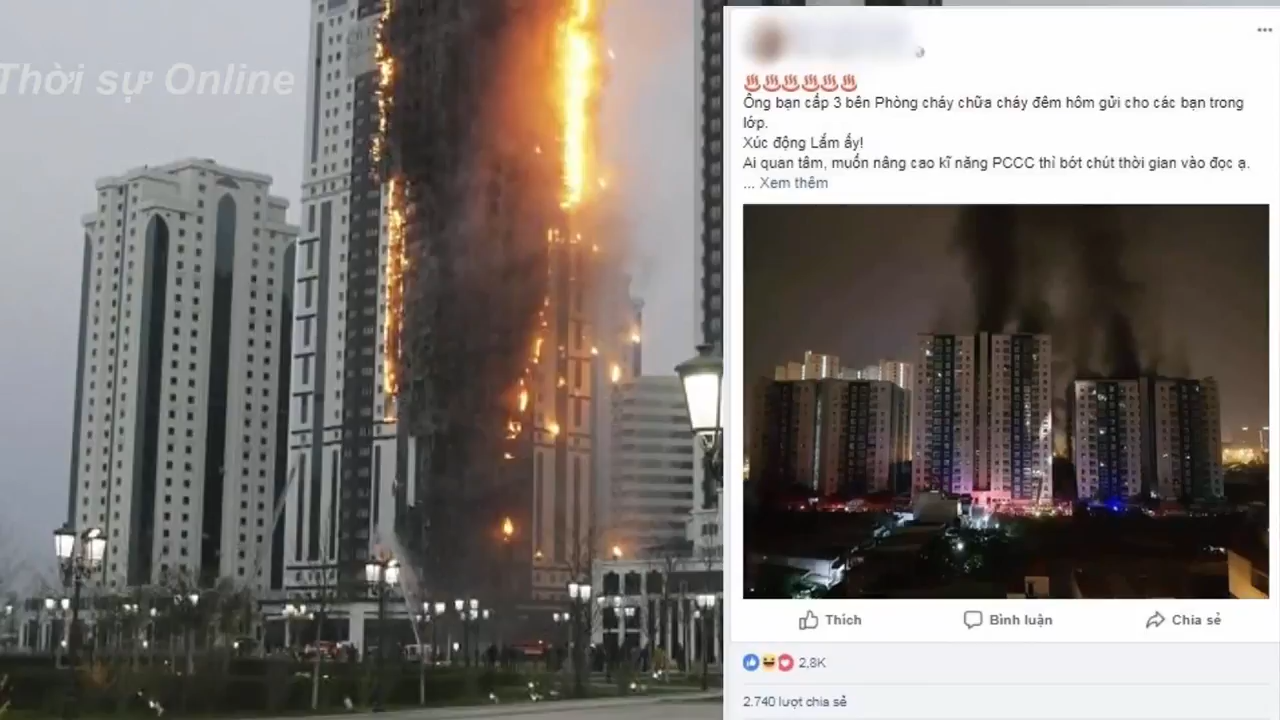 Thời sự Online
Ông bạn cấp 3 bên Phòng cháy chữa cháy đêm hôm gửi cho các bạn trong
lớp.
Xúc động Lắm ấy!
Ai quan tâm, muốn nâng cao kĩ năng PCCC thì bớt chút thời gian vào đọc ạ.
... Xem thêm
Thích
Bình luận
Chia sẻ
2,8K
2.740 lượt chia sẻ